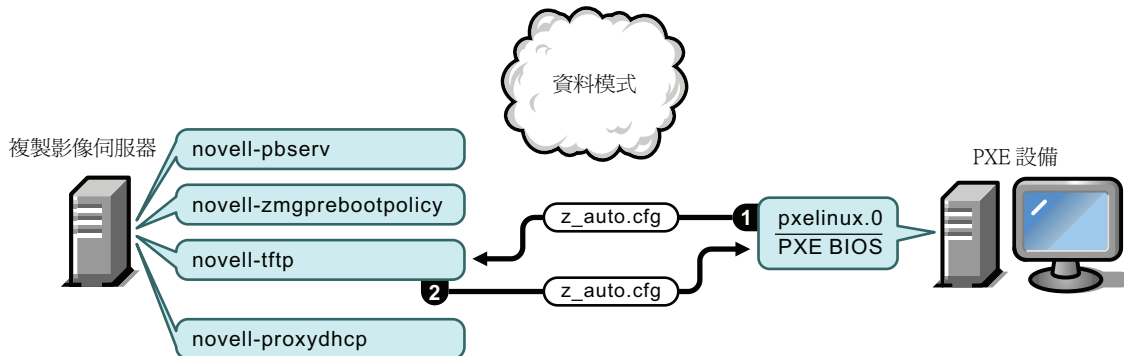 資料模式
複製影像伺服器
novell-pbserv
PXE 設備
novell-zmgprebootpolicy
z_auto.cfg
1
pxelinux.0
PXE BIOS
novell-tftp
2
z_auto.cfg
novell-proxydhcp